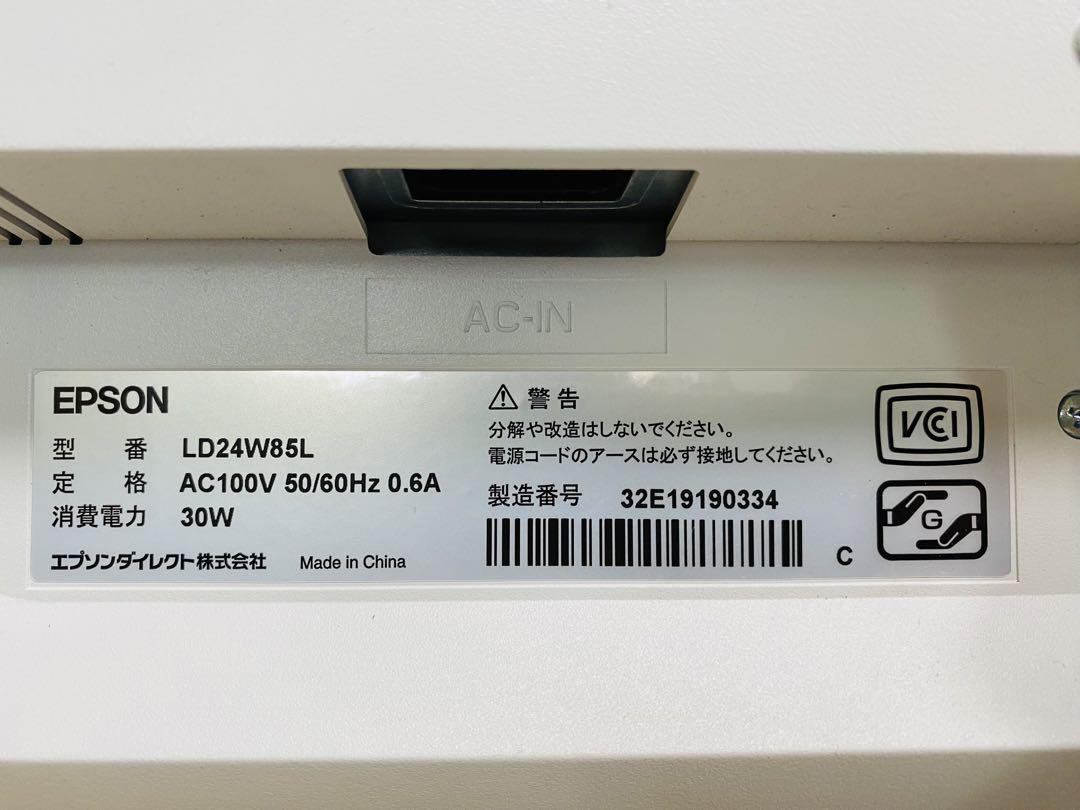 AC-IN
EPSON
型 番 LD24W85L
定 格 AC100V 50/60Hz 0.6A
消費電力 30W
エプソンダイレクト株式会社 Made in China
⚠ 警告
分解や改造はしないでください。
電源コードのアースは必ず接地してください。
製造番号 32E19190334
C
VCCI
G